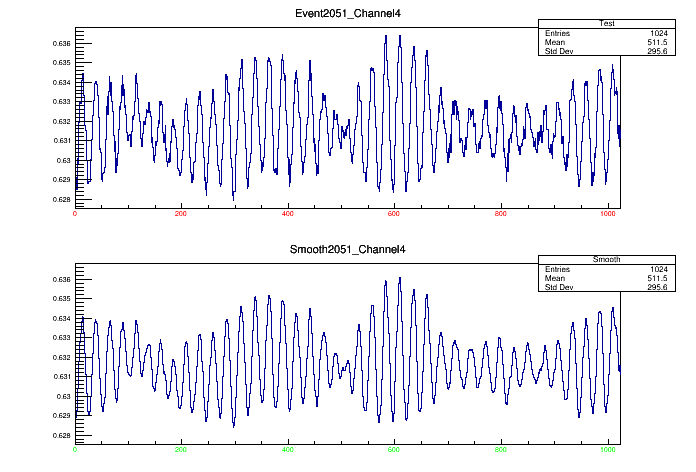 Event2051_Channel4
Test
Entries 1024
Mean 511.5
Std Dev 295.6
0.636
0.635
0.634
0.633
0.632
0.631
0.63
0.629
0.628
0 200 400 600 800 1000
Smooth2051_Channel4
Smooth
Entries 1024
Mean 511.5
Std Dev 295.6
0.636
0.635
0.634
0.633
0.632
0.631
0.63
0.629
0.628
0 200 400 600 800 1000